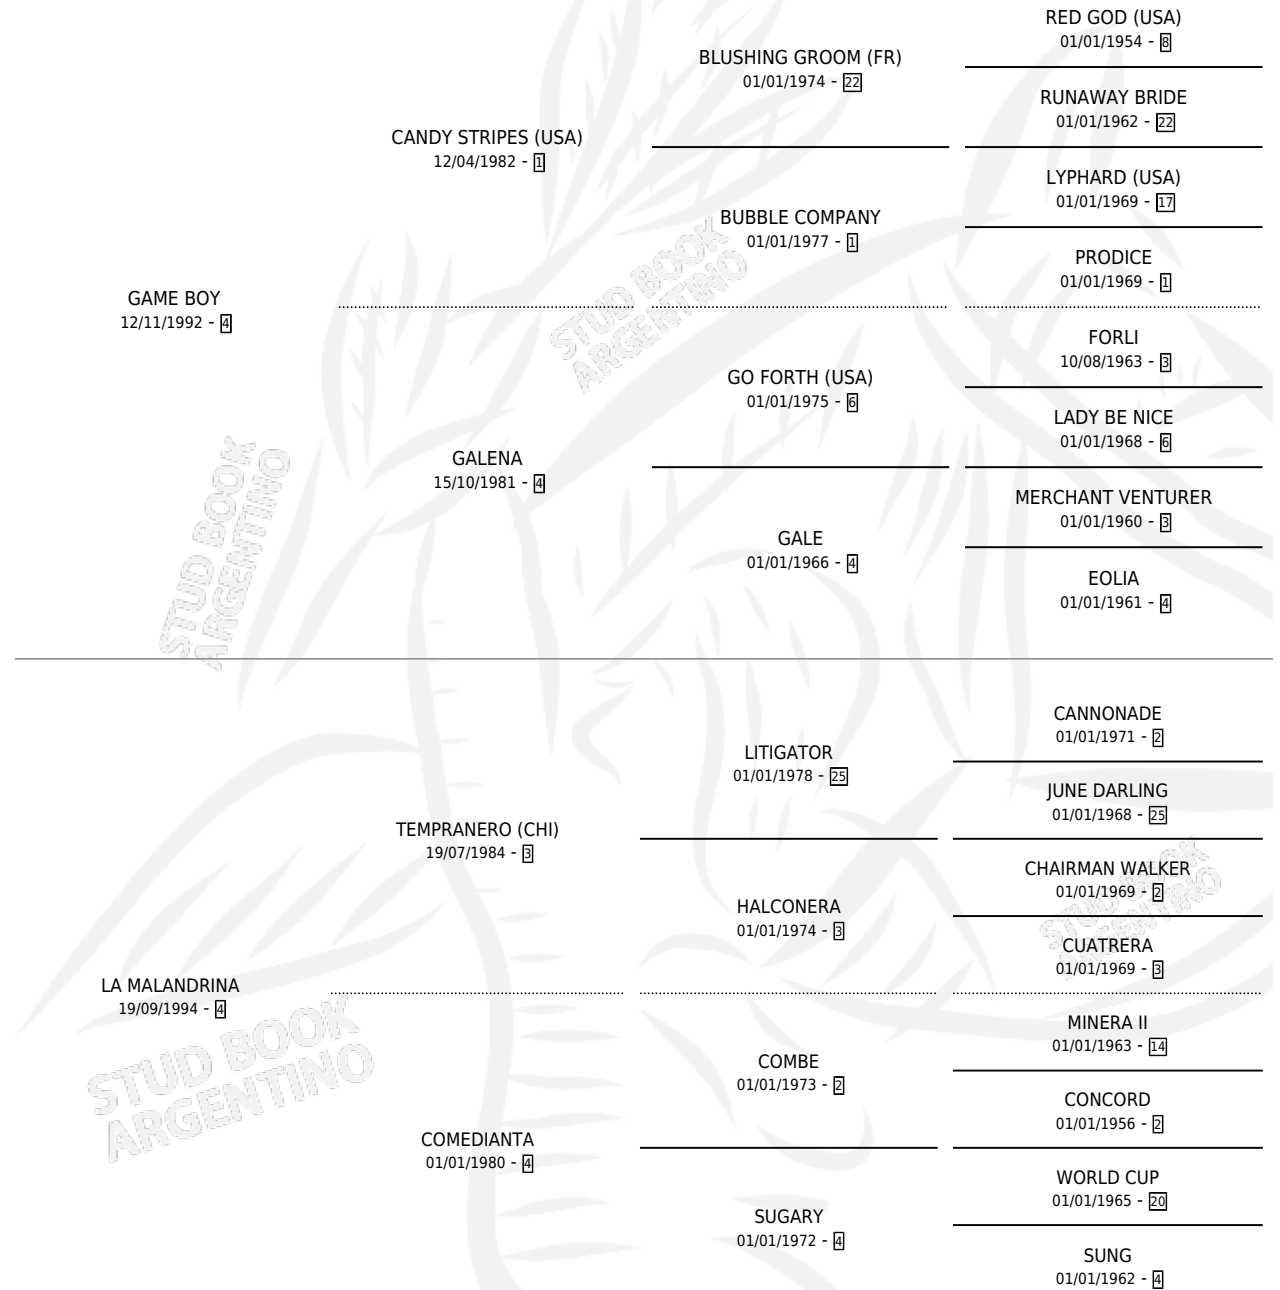 RED GOD (USA)
01/01/1954 - 8
BLUSHING GROOM (FR)
01/01/1974 - 22
RUNAWAY BRIDE
01/01/1962 - 22
CANDY STRIPES (USA)
12/04/1982 - 1
LYPHARD (USA)
01/01/1969 - 17
BUBBLE COMPANY
01/01/1977 - 1
PRODICE
01/01/1969 - 1
GAME BOY
12/11/1992 - 4
FORLI
10/08/1963 - 3
GO FORTH (USA)
01/01/1975 - 6
LADY BE NICE
01/01/1968 - 6
GALENA
15/10/1981 - 4
MERCHANT VENTURER
01/01/1960 - 3
GALE
01/01/1966 - 4
EOLIA
01/01/1961 - 4
STUD BOOK
ARGENTINO
STUD BOOK
ARGENTINO
CANNONADE
01/01/1971 - 2
LITIGATOR
01/01/1978 - 25
JUNE DARLING
01/01/1968 - 25
TEMPRANERO (CHI)
19/07/1984 - 3
CHAIRMAN WALKER
01/01/1969 - 2
HALCONERA
01/01/1974 - 3
CUATRERA
01/01/1969 - 3
LA MALANDRINA
19/09/1994 - 4
MINERA II
01/01/1963 - 14
COMBE
01/01/1973 - 2
CONCORD
01/01/1956 - 2
COMEDIANTA
01/01/1980 - 4
WORLD CUP
01/01/1965 - 20
SUGARY
01/01/1972 - 4
SUNG
01/01/1962 - 4
STUD BOOK
ARGENTINO
STUD BOOK
ARGENTINO